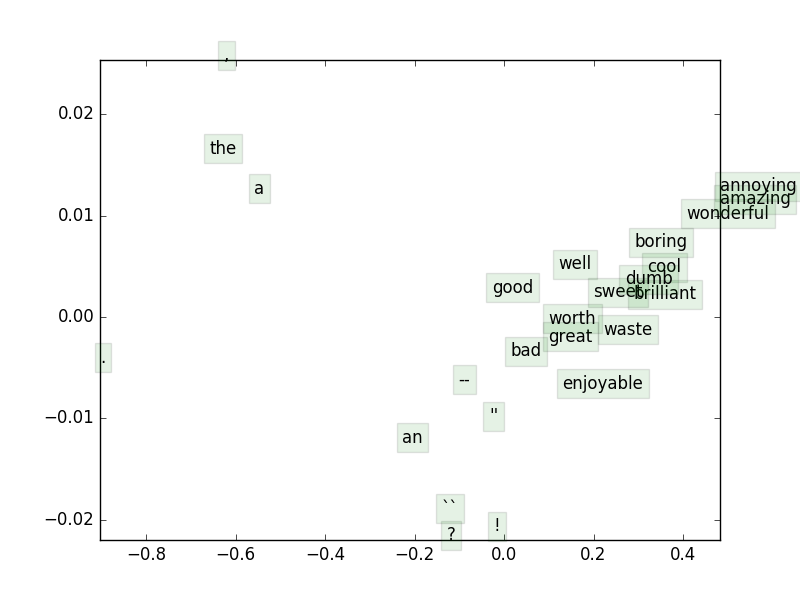 ,
0.02
the
a
annoying
amazing
0.01
wonderful
boring
well
cool
dumb
good
sweet
brilliant
0.00
worth
waste
great
bad
.
--
enjoyable
−0.01
"
an
``
!
−0.02
?
−0.8 −0.6 −0.4 −0.2 0.0 0.2 0.4